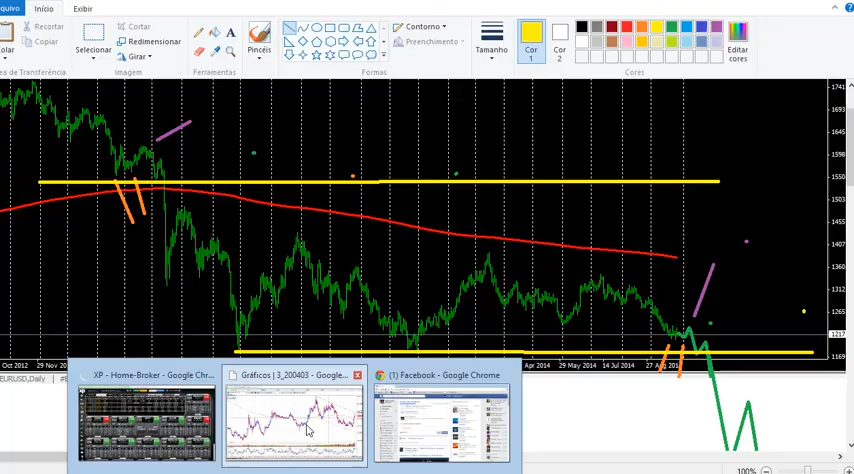 quivo
Início
Exibir
Recortar
Copiar
Colar
Selecionar
Cortar
Redimensionar
Girar
A
Pincéis
Contorno
Preenchimento
Tamanho
Cor
1
Cor
2
Editar
cores
ea de Transferência
Imagem
Ferramentas
Formas
Cores
1741
1693
1645
1598
1550
1503
1455
1407
1360
1312
1265
1217
1169
Oct 2012
29 Nov 20
Apr 2014
29 May 2014
14 Jul 2014
27 Aug 201
EURUSD,Daily
XP - Home-Broker - Google Chr...
Gráficos | 3_200403 - Google...
(1) Facebook - Google Chrome
100%